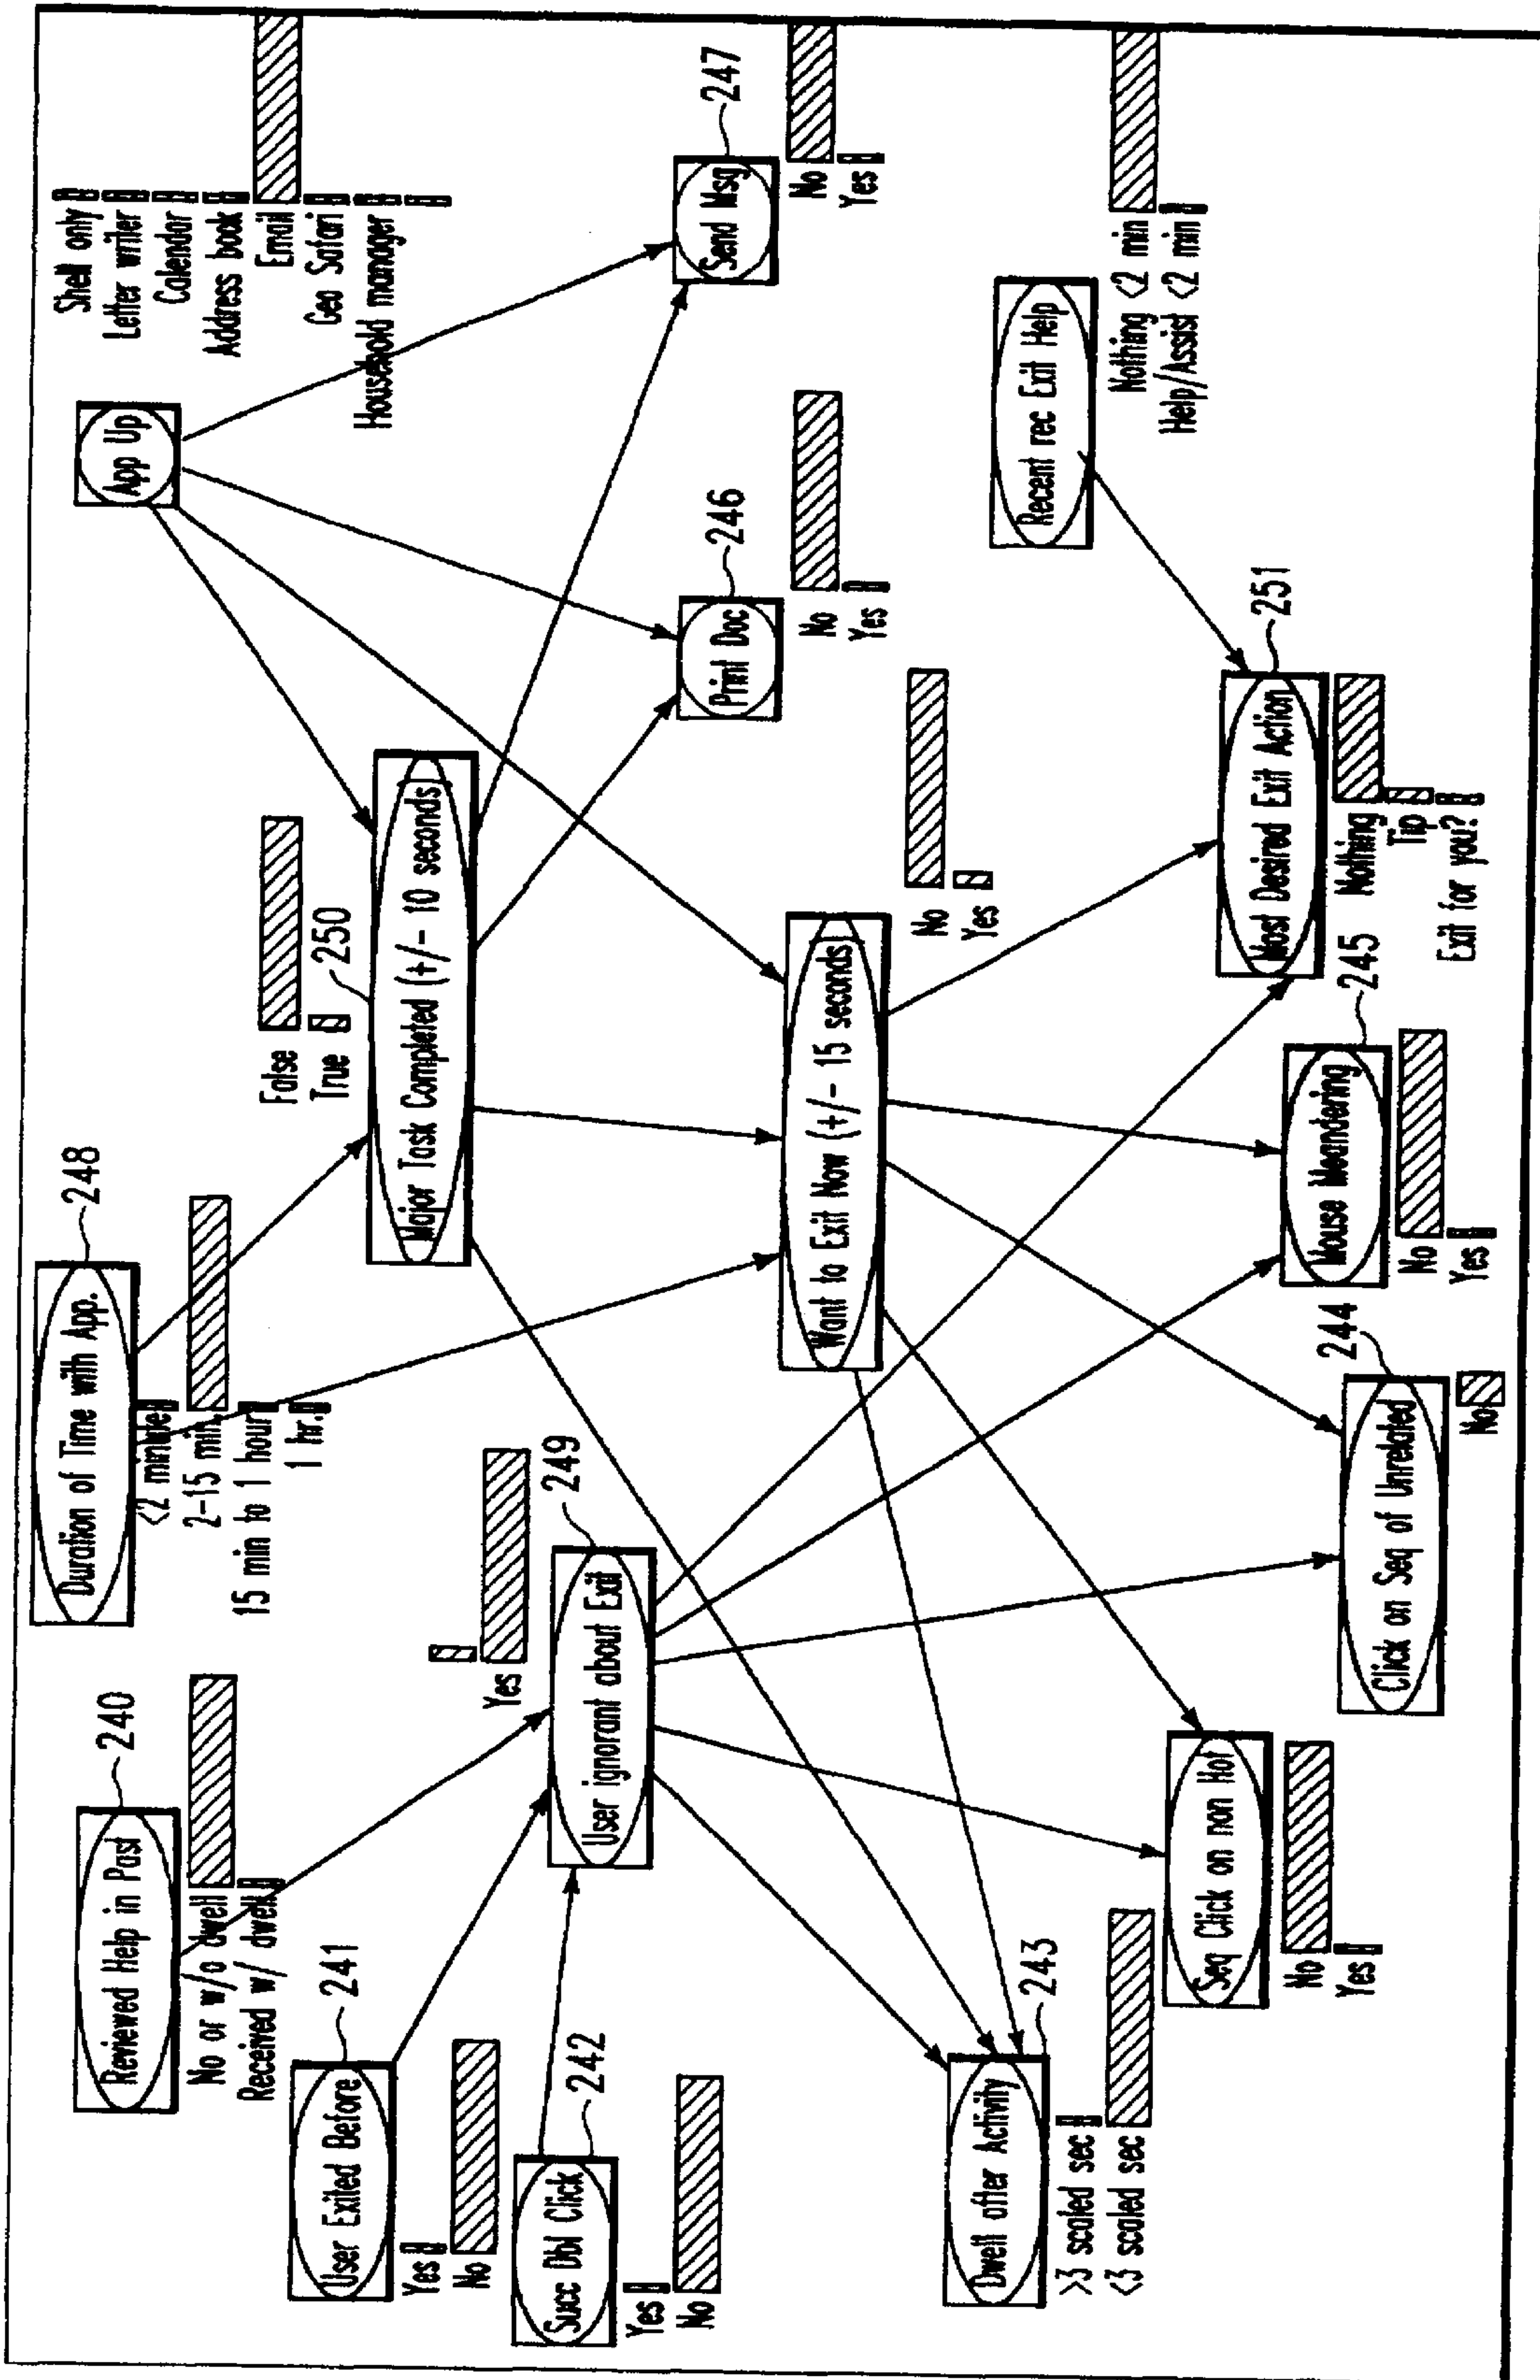 Reviewed Help in Past
240
No or w/o dwell
Received w/ dwell
Duration of Time with App.
248
<2 minute
2-15 min.
15 min to 1 hour
1 hr.
App Up
Shell only
Letter writer
Calendar
Address book
Email
Geo Safari
Household manager
User Exited Before
241
Yes
No
False
True
250
Major Task Completed (+/- 10 seconds)
Succ Dbl Click
242
Yes
No
Yes
249
User ignorant about Exit
Print Doc
246
No
Yes
Send Msg
247
No
Yes
Want to Exit Now (+/- 15 seconds)
No
Yes
Recent rec Exit Help
Nothing <2 min
Help/Assist <2 min
Dwell after Activity
243
>3 scaled sec
<3 scaled sec
Seq Click on non Hot
No
Yes
Click on Seq of Unrelated
244
No
Mouse Meandering
245
No
Yes
Most Desired Exit Action
251
Nothing
Tip
Exit for you?